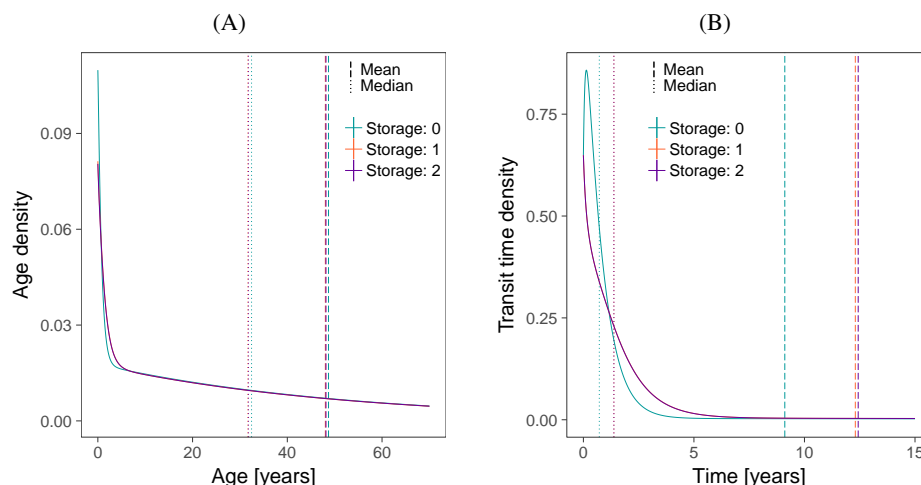 (A)
Age density
0.09
0.06
0.03
0.00
0
20
40
60
Age [years]
Mean
Median
Storage: 0
Storage: 1
Storage: 2
(B)
Transit time density
0.75
0.50
0.25
0.00
0
5
10
15
Time [years]
Mean
Median
Storage: 0
Storage: 1
Storage: 2